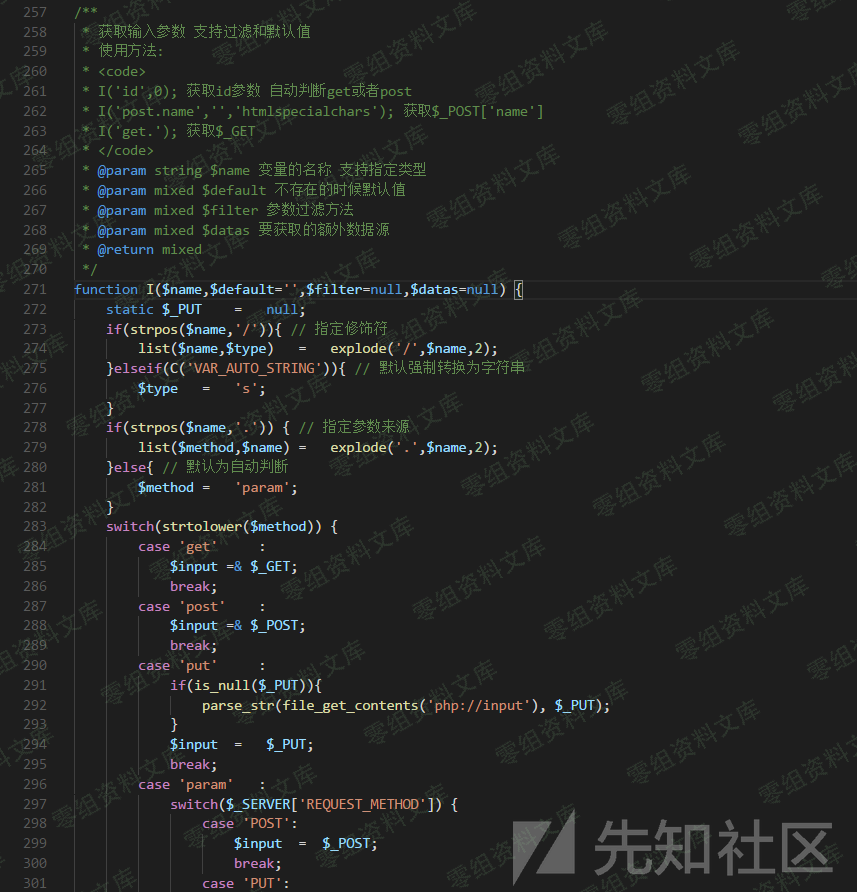 257 /**
258 * 获取输入参数 支持过滤和默认值
259 * 使用方法:
260 * <code>
261 * I('id',0); 获取id参数 自动判断get或者post
262 * I('post.name','','htmlspecialchars'); 获取$_POST['name']
263 * I('get.'); 获取$_GET
264 * </code>
265 * @param string $name 变量的名称 支持指定类型
266 * @param mixed $default 不存在的时候默认值
267 * @param mixed $filter 参数过滤方法
268 * @param mixed $datas 要获取的额外数据源
269 * @return mixed
270 */
271 function I($name,$default='',$filter=null,$datas=null) {
272 static $_PUT = null;
273 if(strpos($name,'/')){ // 指定修饰符
274 list($name,$type) = explode('/',$name,2);
275 }elseif(C('VAR_AUTO_STRING')){ // 默认强制转换为字符串
276 $type = 's';
277 }
278 if(strpos($name,'.')) { // 指定参数来源
279 list($method,$name) = explode('.',$name,2);
280 }else{ // 默认为自动判断
281 $method = 'param';
282 }
283 switch(strtolower($method)) {
284 case 'get' :
285 $input =& $_GET;
286 break;
287 case 'post' :
288 $input =& $_POST;
289 break;
290 case 'put' :
291 if(is_null($_PUT)){
292 parse_str(file_get_contents('php://input'), $_PUT);
293 }
294 $input = $_PUT;
295 break;
296 case 'param' :
297 switch($_SERVER['REQUEST_METHOD']) {
298 case 'POST':
299 $input = $_POST;
300 break;
301 case 'PUT':
零组资料文库
先知社区